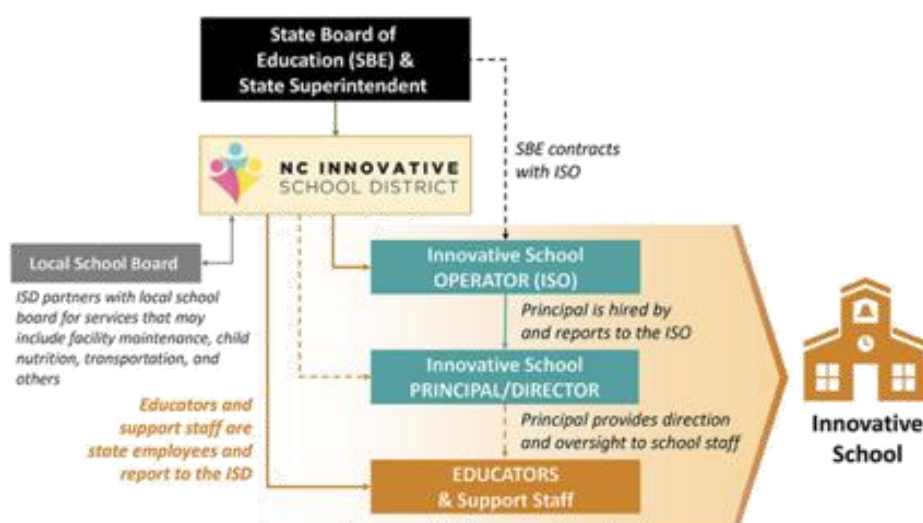 State Board of
Education (SBE) &
State Superintendent
NC INNOVATIVE
SCHOOL DISTRICT
SBE contracts
with ISO
Local School Board
ISD partners with local school
board for services that may
include facility maintenance, child
nutrition, transportation, and
others
Innovative School
OPERATOR (ISO)
Principal is hired by
and reports to the ISO
Innovative School
PRINCIPAL/DIRECTOR
Educators and
support staff are
state employees and
report to the ISD
Principal provides direction
and oversight to school staff
EDUCATORS
& Support Staff
Innovative
School